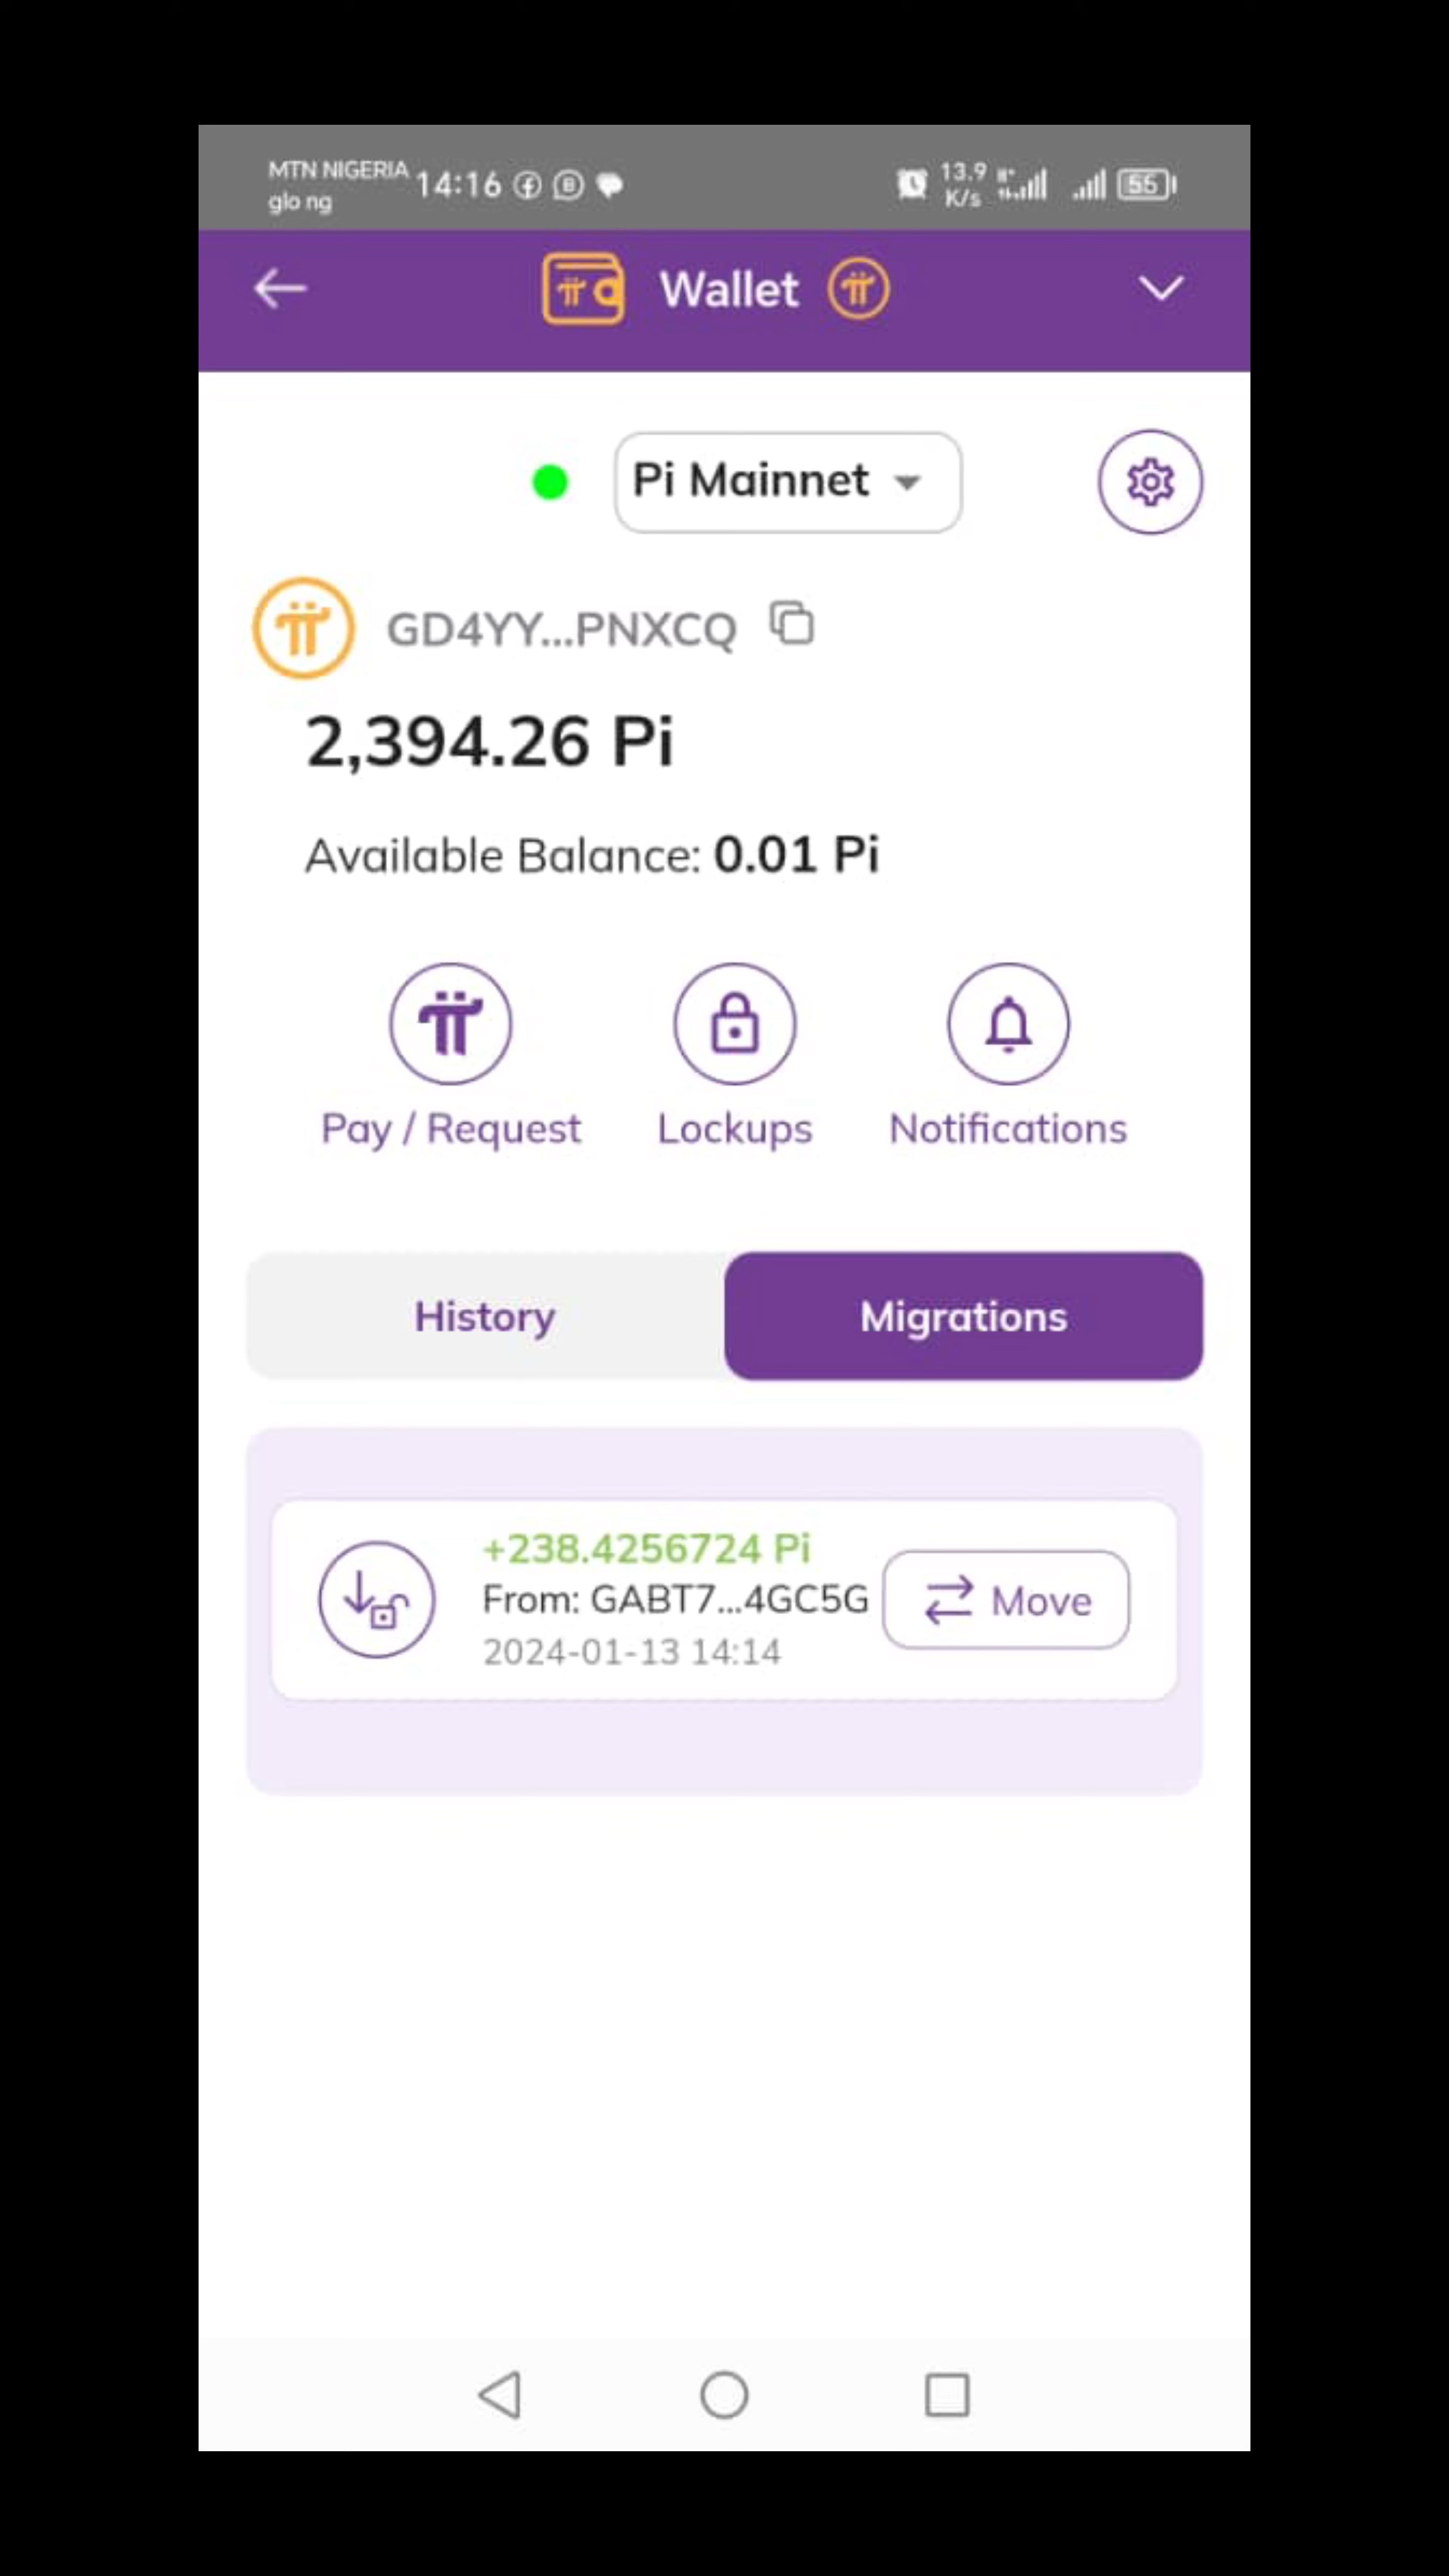 MTN NIGERIA
glo ng
14:16
13.9
K/s
55
Wallet
Pi Mainnet
GD4YY...PNXCQ
2,394.26 Pi
Available Balance: 0.01 Pi
Pay / Request
Lockups
Notifications
History
Migrations
+238.4256724 Pi
From: GABT7...4GC5G
2024-01-13 14:14
Move